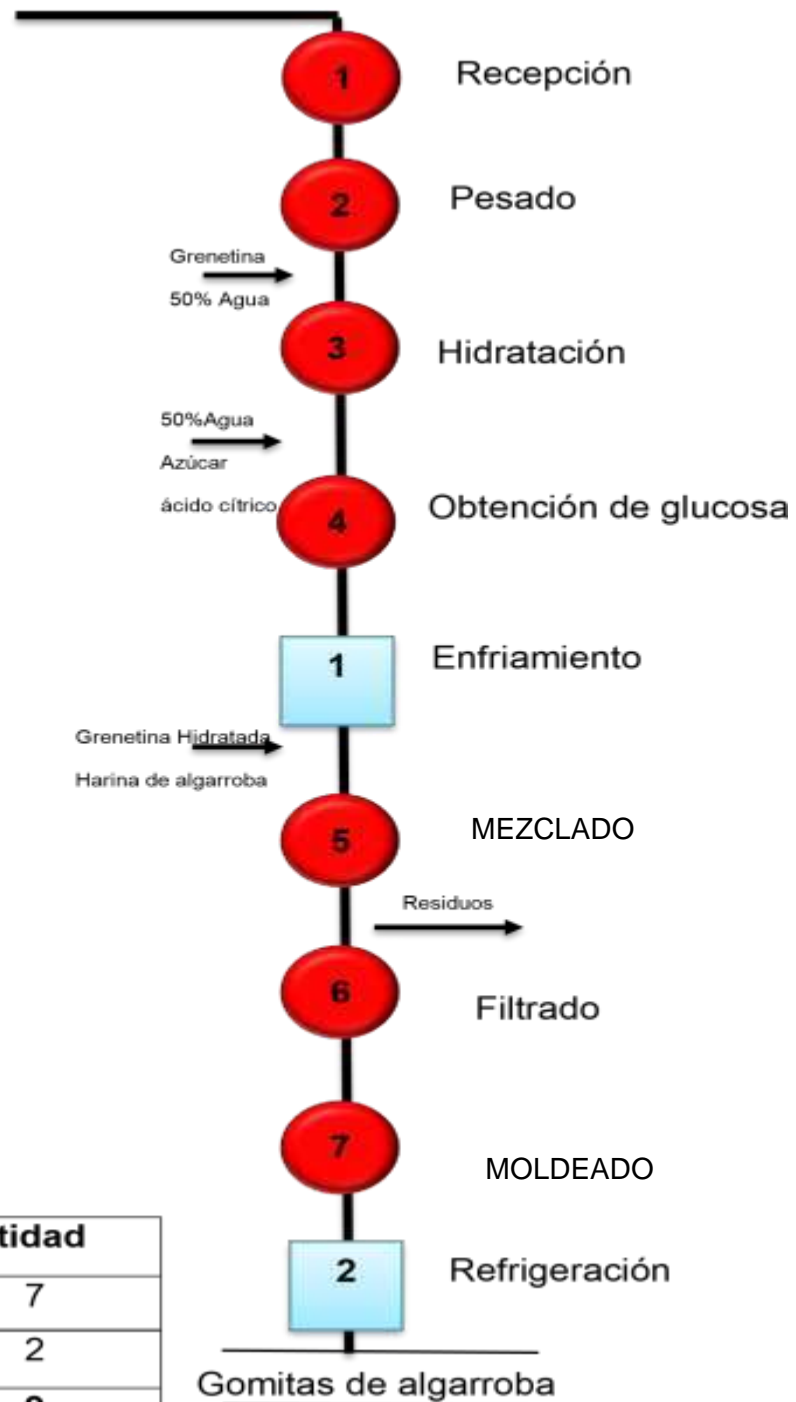 1
Recepción
2
Pesado
Grenetina
50% Agua
3
Hidratación
50%Agua
Azúcar
ácido cítrico
4
Obtención de glucosa
1
Enfriamiento
Grenetina Hidratada
Harina de algarroba
5
MEZCLADO
Residuos
6
Filtrado
7
MOLDEADO
tidad
7
2
2
Refrigeración
Gomitas de algarroba